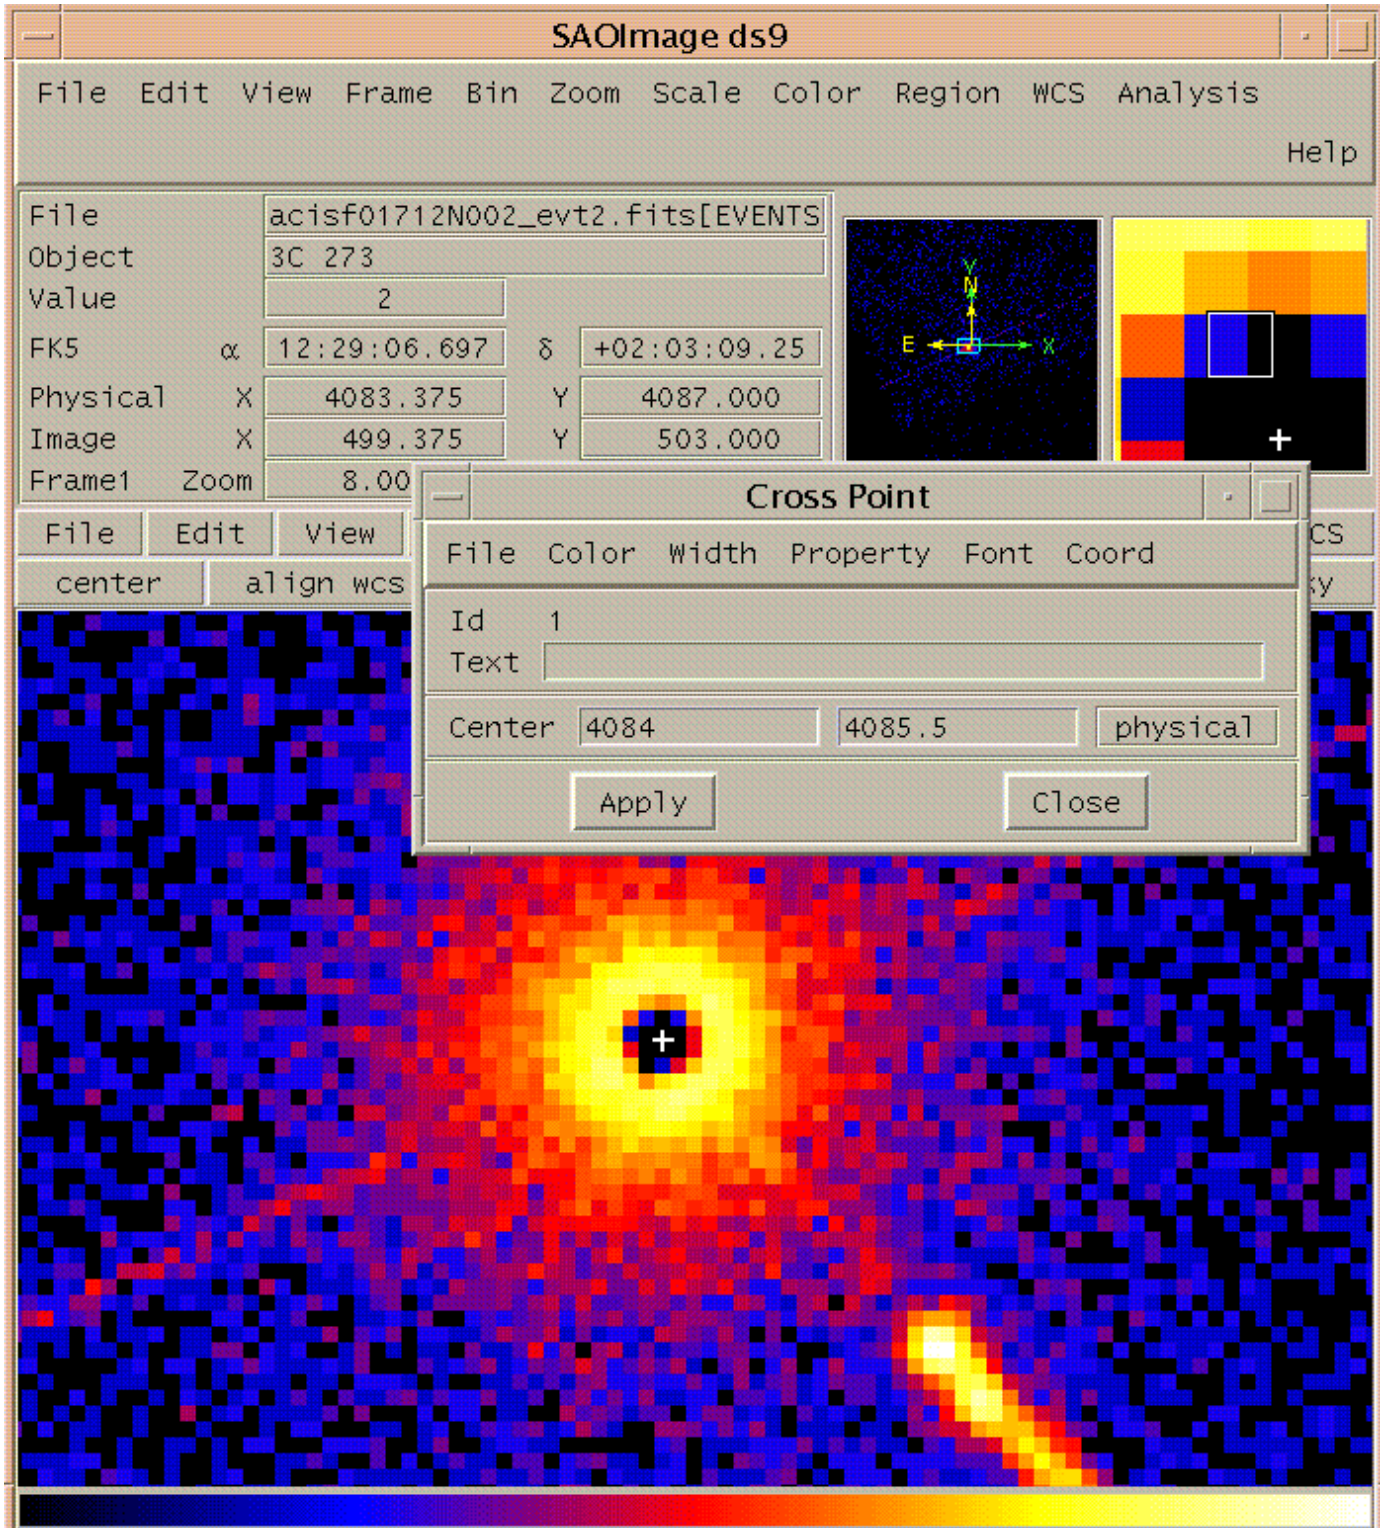 SAOImage ds9
File Edit View Frame Bin Zoom Scale Color Region WCS Analysis
Help
File acisf01712N002_evt2.fits[EVENTS
Object 3C 273
Value 2
FK5 α 12:29:06.697 δ +02:03:09.25
Physical X 4083.375 Y 4087.000
Image X 499.375 Y 503.000
Frame1 Zoom 8.00
Y
N
E X
File Edit View CS
center align wcs y
Cross Point
File Color Width Property Font Coord
Id 1
Text
Center 4084 4085.5 physical
Apply Close